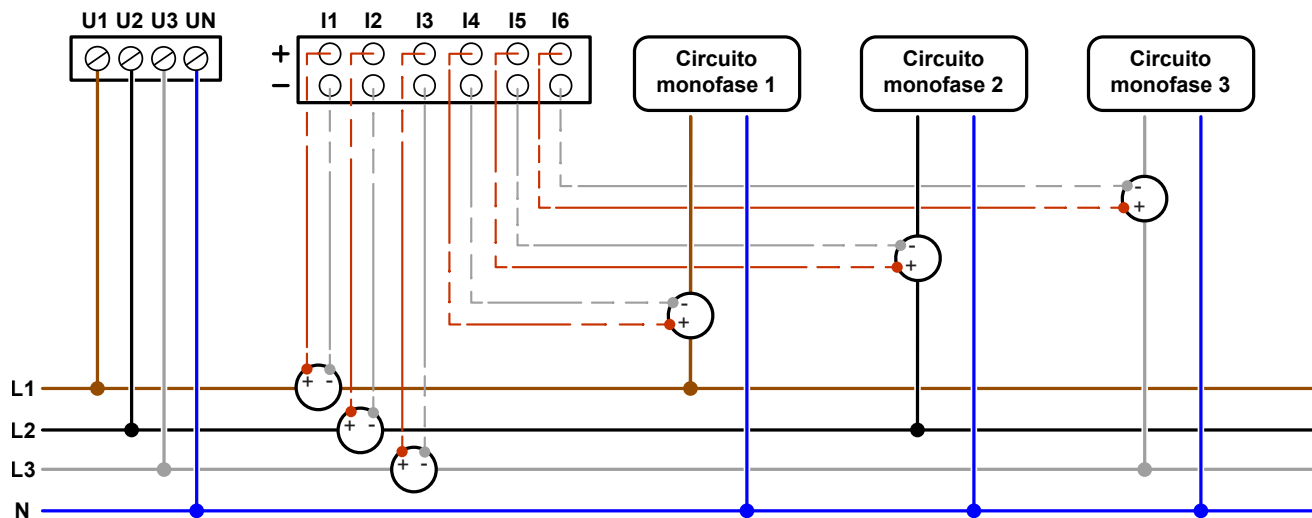 U1 U2 U3 UN
I1 I2 I3 I4 I5 I6
+
−
Circuito
monofase 1
Circuito
monofase 2
Circuito
monofase 3
-
+
-
+
-
+
L1
+ -
L2
+ -
L3
+ -
N